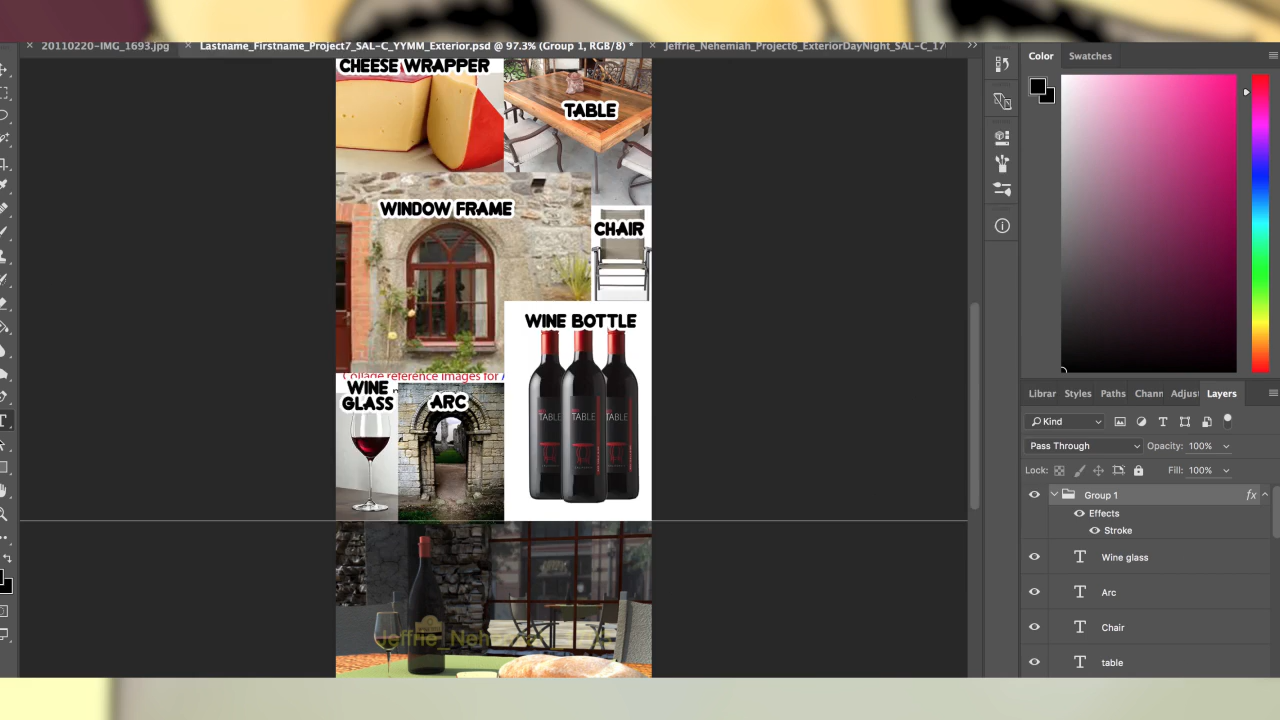 20110220-IMG_1693.jpg
Lastname_Firstname_Project7_SAL-C_YYMM_Exterior.psd @ 97.3% (Group 1, RGB/8) *
Jeffrie_Nehemiah_Project6_ExteriorDayNight_SAL-C_17
Color
Swatches
CHEESE WRAPPER
TABLE
WINDOW FRAME
CHAIR
WINE BOTTLE
Collage reference images for
WINE
GLASS
ARC
TABLE
TABLE
TABLE
Jeffrie_Neh
Librar
Styles
Paths
Chann
Adjus
Layers
Kind
Pass Through
Opacity: 100%
Lock:
Fill: 100%
Group 1
fx
Effects
Stroke
T Wine glass
T Arc
T Chair
T table